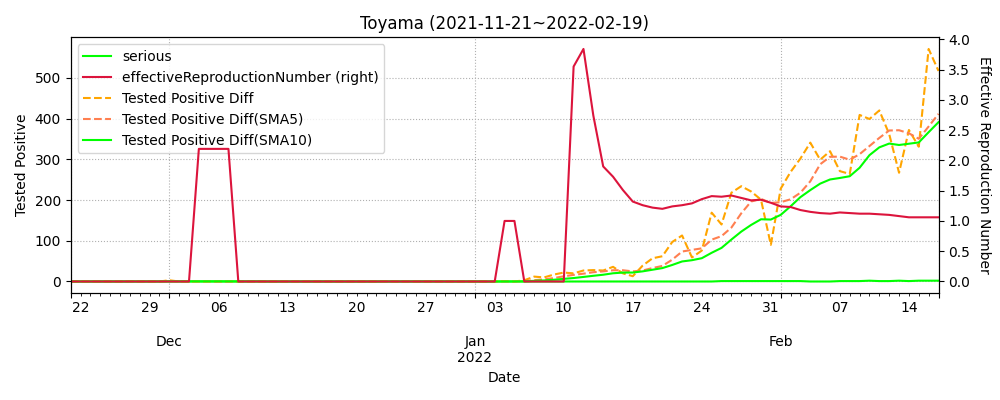 Toyama (2021-11-21~2022-02-19)
serious
effectiveReproductionNumber (right)
Tested Positive Diff
Tested Positive Diff(SMA5)
Tested Positive Diff(SMA10)
Tested Positive
500
400
300
200
100
0
4.0
3.5
3.0
2.5
2.0
1.5
1.0
0.5
0.0
Effective Reproduction Number
22 29 06 13 20 27 03 10 17 24 31 07 14
Dec Jan Feb
2022
Date